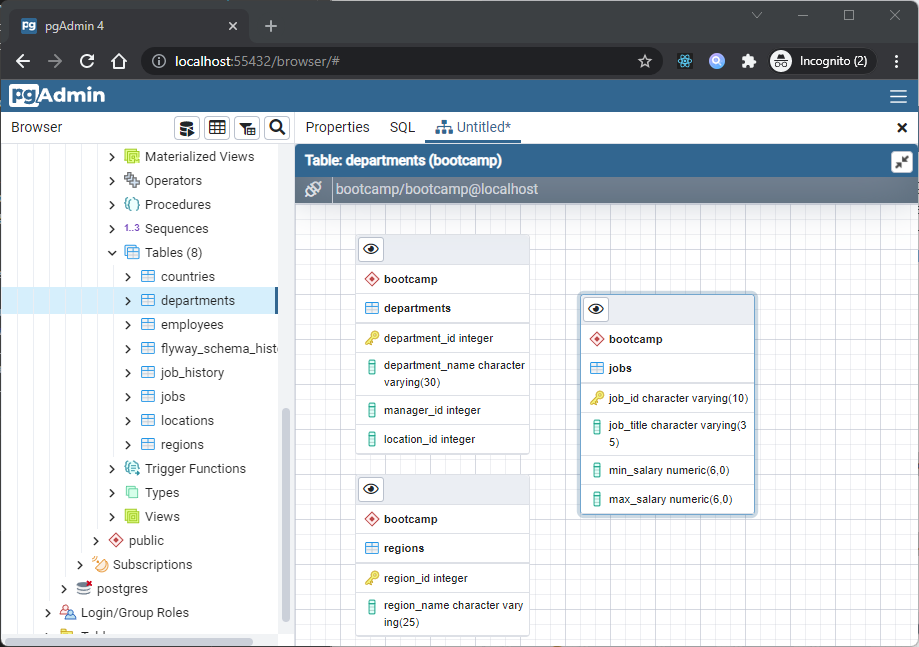 pgAdmin 4
localhost:55432/browser/#
Incognito (2)
pgAdmin
Browser
Properties
SQL
Untitled*
Materialized Views
Operators
Procedures
1..3 Sequences
Tables (8)
countries
departments
employees
flyway_schema_hist
job_history
jobs
locations
regions
Trigger Functions
Types
Views
public
Subscriptions
postgres
Login/Group Roles
Table: departments (bootcamp)
bootcamp/bootcamp@localhost
bootcamp
departments
department_id integer
department_name character
varying(30)
manager_id integer
location_id integer
bootcamp
regions
region_id integer
region_name character vary
ing(25)
bootcamp
jobs
job_id character varying(10)
job_title character varying(3
5)
min_salary numeric(6,0)
max_salary numeric(6,0)